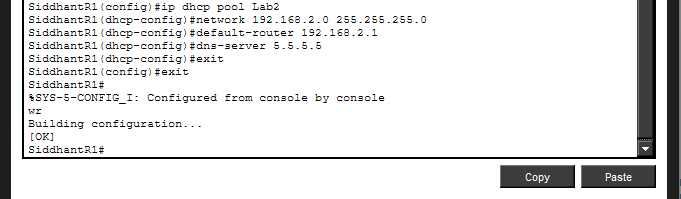 SiddhantR1(config)#ip dhcp pool Lab2
SiddhantR1(dhcp-config)#network 192.168.2.0 255.255.255.0
SiddhantR1(dhcp-config)#default-router 192.168.2.1
SiddhantR1(dhcp-config)#dns-server 5.5.5.5
SiddhantR1(dhcp-config)#exit
SiddhantR1(config)#exit
SiddhantR1#
%SYS-5-CONFIG_I: Configured from console by console
wr
Building configuration...
[OK]
SiddhantR1#
Copy Paste